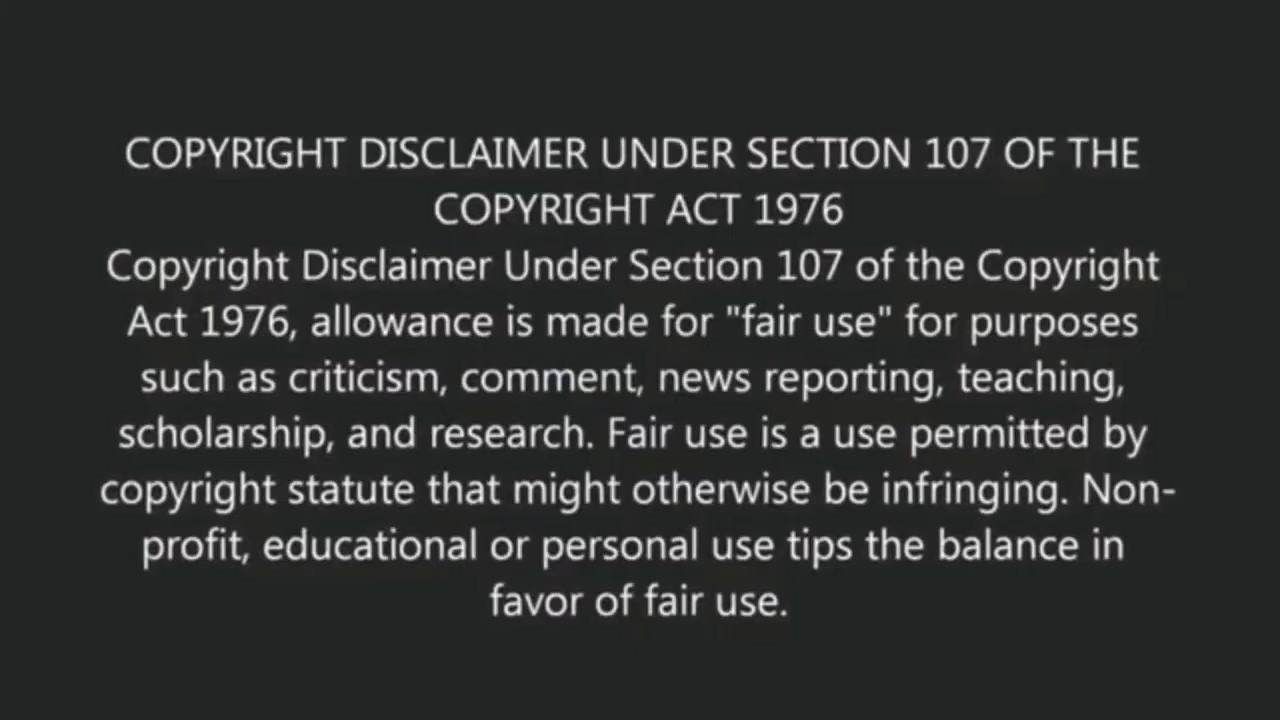 COPYRIGHT DISCLAIMER UNDER SECTION 107 OF THE
COPYRIGHT ACT 1976
Copyright Disclaimer Under Section 107 of the Copyright
Act 1976, allowance is made for "fair use" for purposes
such as criticism, comment, news reporting, teaching,
scholarship, and research. Fair use is a use permitted by
copyright statute that might otherwise be infringing. Non-
profit, educational or personal use tips the balance in
favor of fair use.